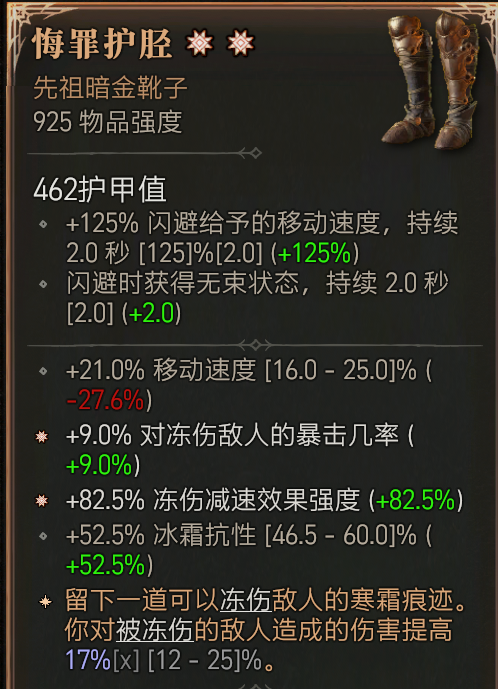 悔罪护胫
先祖暗金靴子
925 物品强度
462护甲值
+125% 闪避给予的移动速度，持续
2.0 秒 [125]%[2.0] (+125%)
闪避时获得无束状态，持续 2.0 秒
[2.0] (+2.0)
+21.0% 移动速度 [16.0 - 25.0]% (
-27.6%)
+9.0% 对冻伤敌人的暴击几率 (
+9.0%)
+82.5% 冻伤减速效果强度 (+82.5%)
+52.5% 冰霜抗性 [46.5 - 60.0]% (
+52.5%)
留下一道可以冻伤敌人的寒霜痕迹。
你对被冻伤的敌人造成的伤害提高
17%[x] [12 - 25]%。